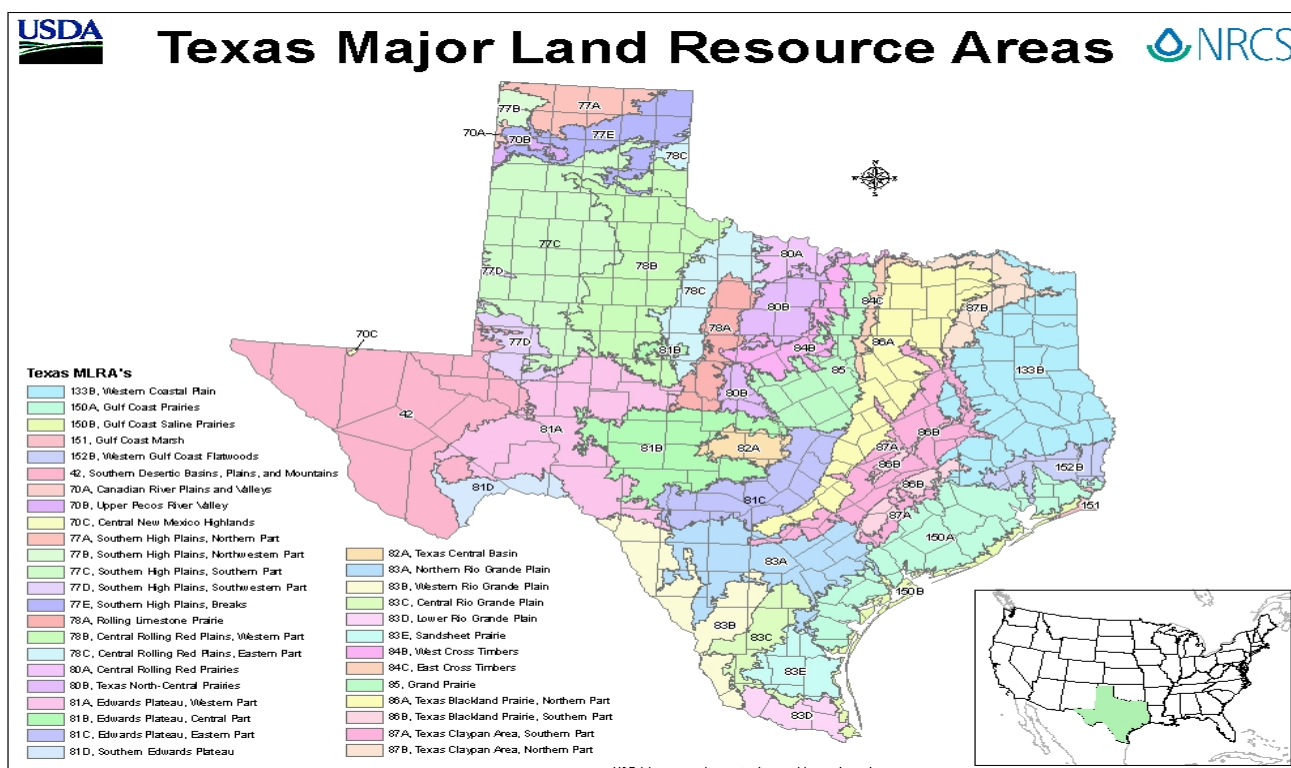 USDA
Texas Major Land Resource Areas
NRCS
77B
77A
70A
70B
77E
78C
77C
78B
77D
80A
78C
80B
84C
87B
70C
77D
78A
84B
86A
81B
85
133B
80B
42
81A
81B
82A
87A
86B
86B
152B
81D
81C
86B
87A
151
150A
83A
150B
83B
83C
83E
83D
Texas MLRA's
133B, Western Coastal Plain
150A, Gulf Coast Prairies
150B, Gulf Coast Saline Prairies
151, Gulf Coast Marsh
152B, Western Gulf Coast Flatwoods
42, Southern Desertic Basins, Plains, and Mountains
70A, Canadian River Plains and Valleys
70B, Upper Pecos River Valley
70C, Central New Mexico Highlands
77A, Southern High Plains, Northern Part
77B, Southern High Plains, Northwestern Part
77C, Southern High Plains, Southern Part
77D, Southern High Plains, Southwestern Part
77E, Southern High Plains, Breaks
78A, Rolling Limestone Prairie
78B, Central Rolling Red Plains, Western Part
78C, Central Rolling Red Plains, Eastern Part
80A, Central Rolling Red Prairies
80B, Texas North-Central Prairies
81A, Edwards Plateau, Western Part
81B, Edwards Plateau, Central Part
81C, Edwards Plateau, Eastern Part
81D, Southern Edwards Plateau
82A, Texas Central Basin
83A, Northern Rio Grande Plain
83B, Western Rio Grande Plain
83C, Central Rio Grande Plain
83D, Lower Rio Grande Plain
83E, Sandsheet Prairie
84B, West Cross Timbers
84C, East Cross Timbers
85, Grand Prairie
86A, Texas Blackland Prairie, Northern Part
86B, Texas Blackland Prairie, Southern Part
87A, Texas Claypan Area, Southern Part
87B, Texas Claypan Area, Northern Part